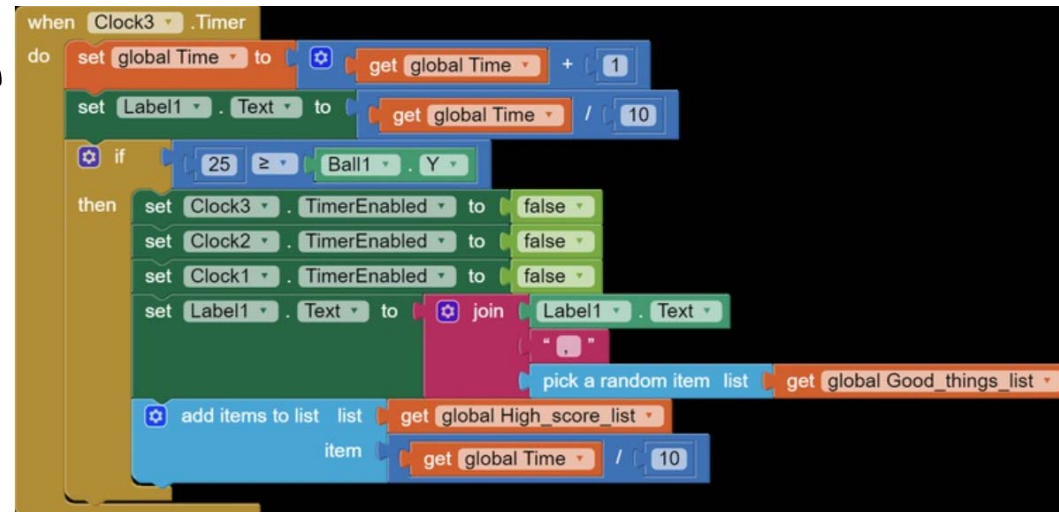 when Clock3 .Timer
do set global Time to get global Time + 1
set Label1 . Text to get global Time / 10
if 25 ≥ Ball1 . Y
then set Clock3 . TimerEnabled to false
set Clock2 . TimerEnabled to false
set Clock1 . TimerEnabled to false
set Label1 . Text to join Label1 . Text
" , "
pick a random item list get global Good_things_list
add items to list list get global High_score_list
item get global Time / 10